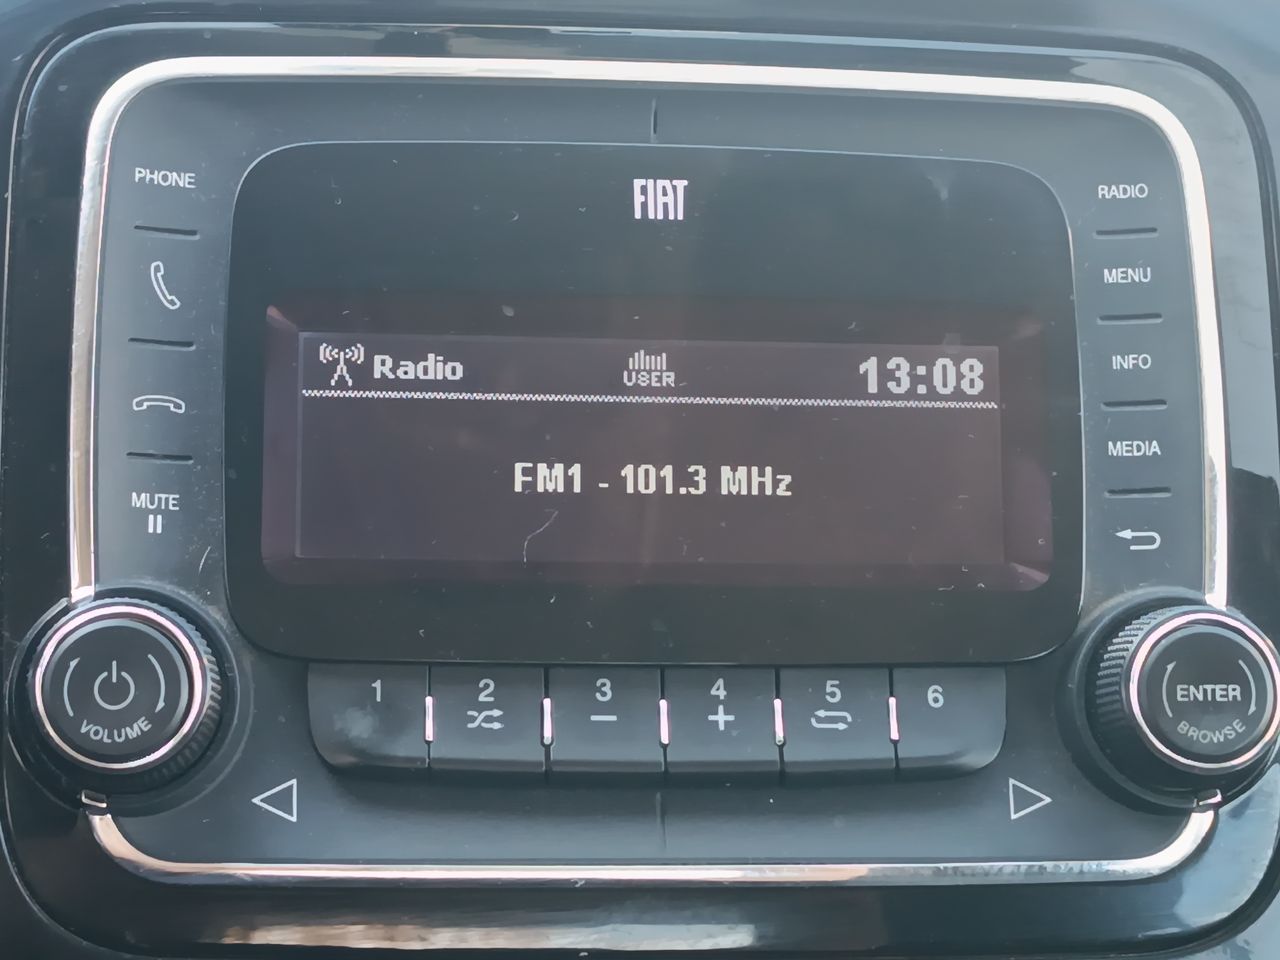 PHONE
MUTE
FIAT
Radio USER 13:08
FM1 - 101.3 MHz
RADIO
MENU
INFO
MEDIA
1 2 3 4 5 6
VOLUME
ENTER
BROWSE